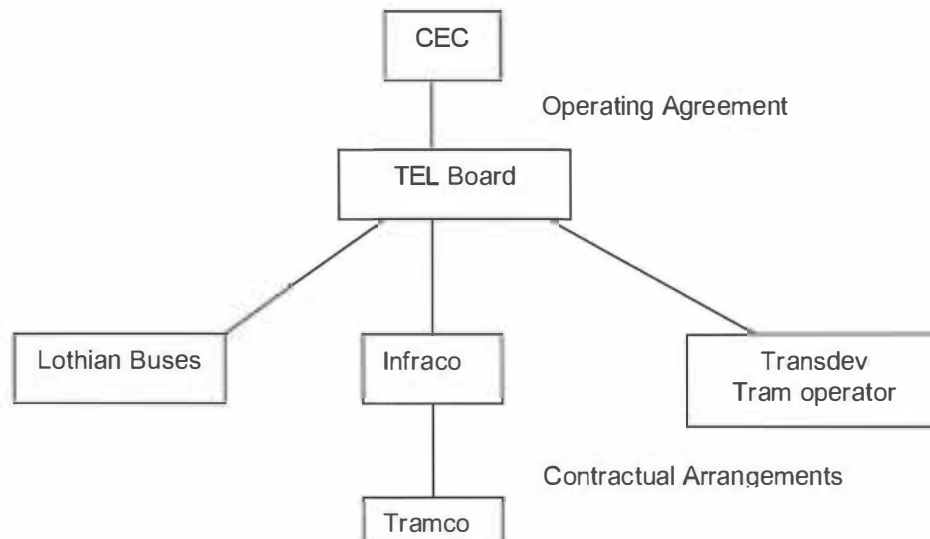 CEC
Operating Agreement
TEL Board
Lothian Buses
Infraco
Transdev
Tram operator
Contractual Arrangements
Tramco